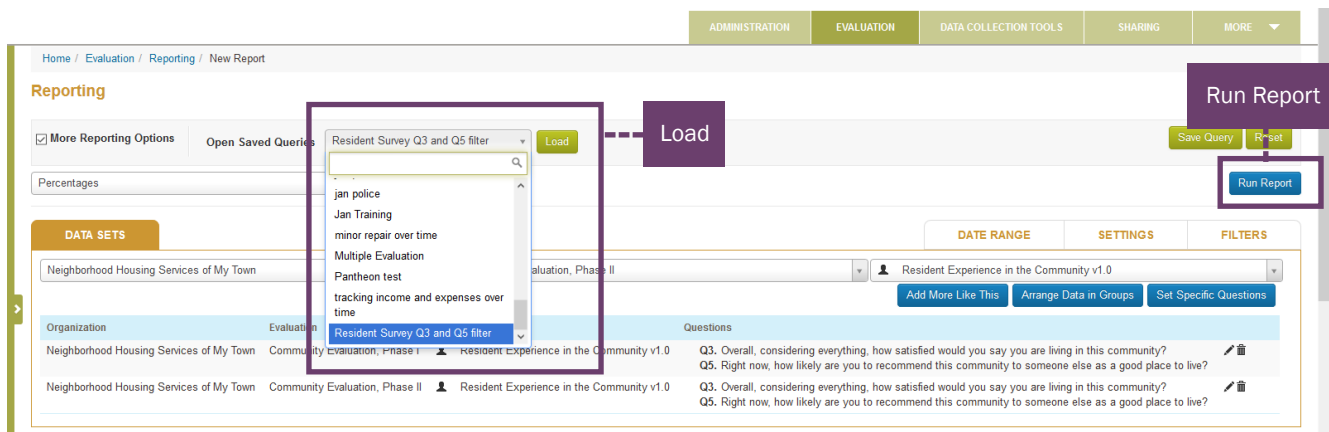 ADMINISTRATION EVALUATION DATA COLLECTION TOOLS SHARING MORE
Home / Evaluation / Reporting / New Report
Reporting
Run Report
More Reporting Options Open Saved Queries Resident Survey Q3 and Q5 filter Load
Load
Save Query Reset
Percentages
Run Report
jan police
Jan Training
minor repair over time
Multiple Evaluation
Pantheon test
tracking income and expenses over
time
Resident Survey Q3 and Q5 filter
DATA SETS DATE RANGE SETTINGS FILTERS
Neighborhood Housing Services of My Town aluation, Phase II Resident Experience in the Community v1.0
Add More Like This Arrange Data in Groups Set Specific Questions
Organization Evaluation Questions
Neighborhood Housing Services of My Town Community Evaluation, Phase I Resident Experience in the Community v1.0 Q3. Overall, considering everything, how satisfied would you say you are living in this community?
Q5. Right now, how likely are you to recommend this community to someone else as a good place to live?
Neighborhood Housing Services of My Town Community Evaluation, Phase II Resident Experience in the Community v1.0 Q3. Overall, considering everything, how satisfied would you say you are living in this community?
Q5. Right now, how likely are you to recommend this community to someone else as a good place to live?